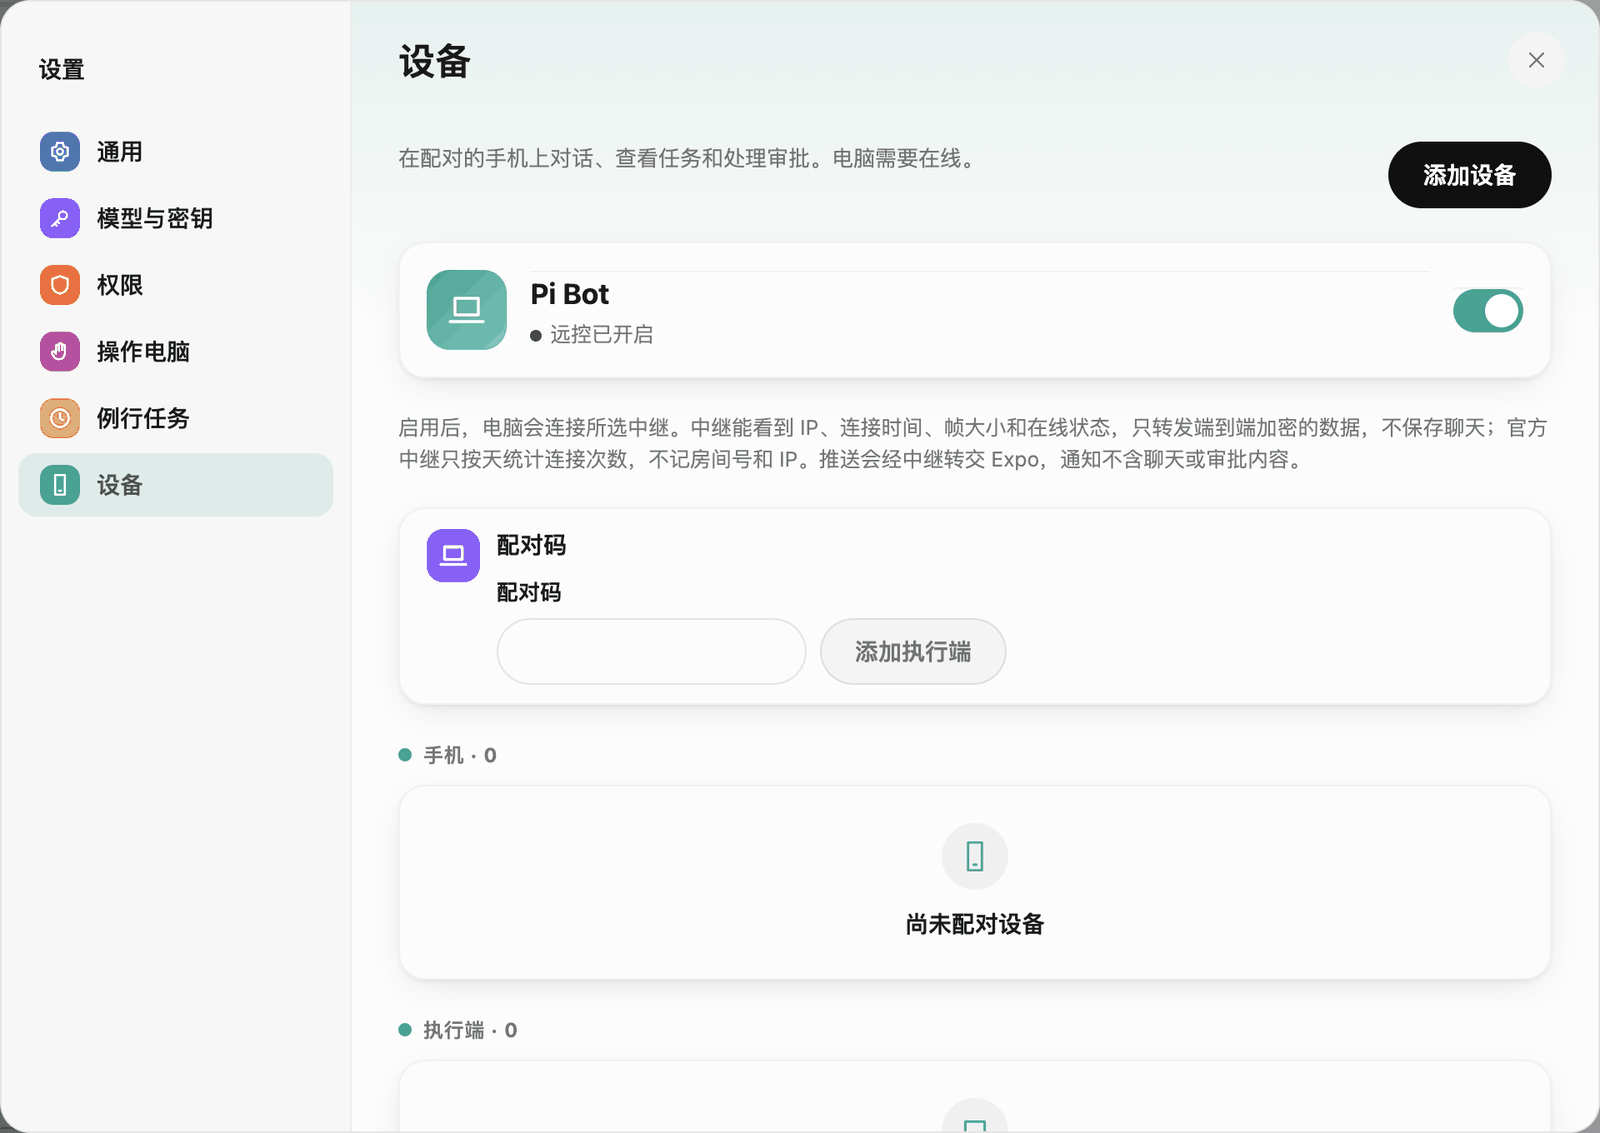 设置
通用
模型与密钥
权限
操作电脑
例行任务
设备
设备
在配对的手机上对话、查看任务和处理审批。电脑需要在线。
添加设备
Pi Bot
远控已开启
启用后，电脑会连接所选中继。中继能看到 IP、连接时间、帧大小和在线状态，只转发端到端加密的数据，不保存聊天；官方
中继只按天统计连接次数，不记房间号和 IP。推送会经中继转交 Expo，通知不含聊天或审批内容。
配对码
配对码
添加执行端
手机 · 0
尚未配对设备
执行端 · 0